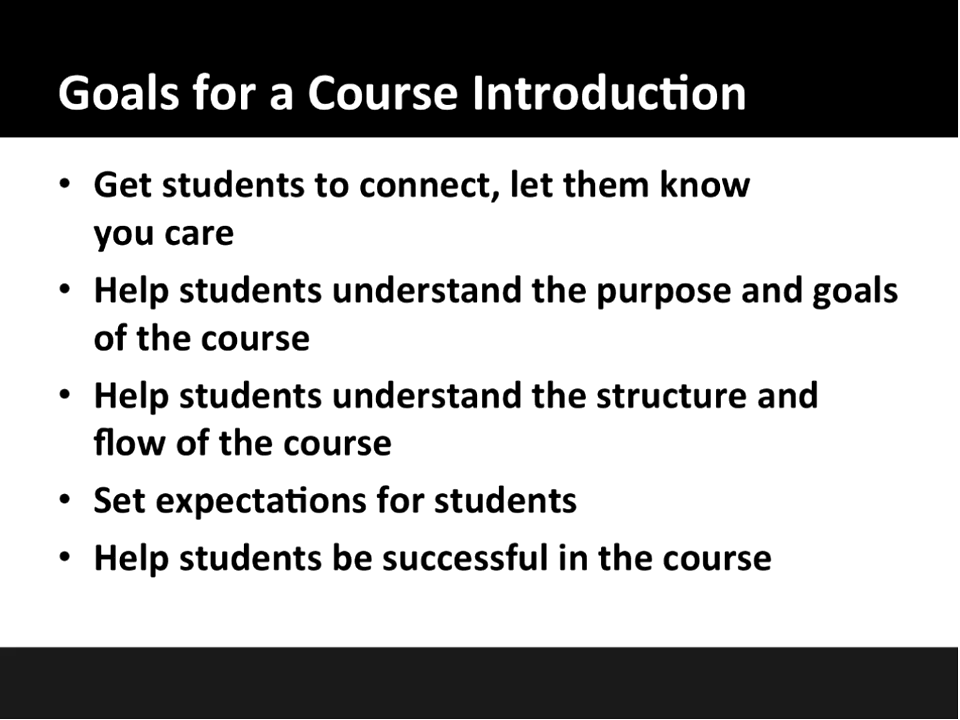 Goals for a Course Introduction
• Get students to connect, let them know
you care
• Help students understand the purpose and goals
of the course
• Help students understand the structure and
flow of the course
• Set expectations for students
• Help students be successful in the course